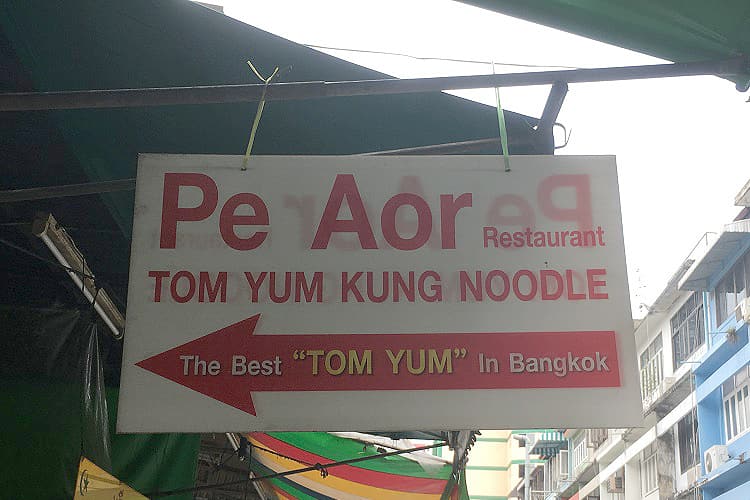 Pe Aor Restaurant
TOM YUM KUNG NOODLE
The Best “TOM YUM” In Bangkok